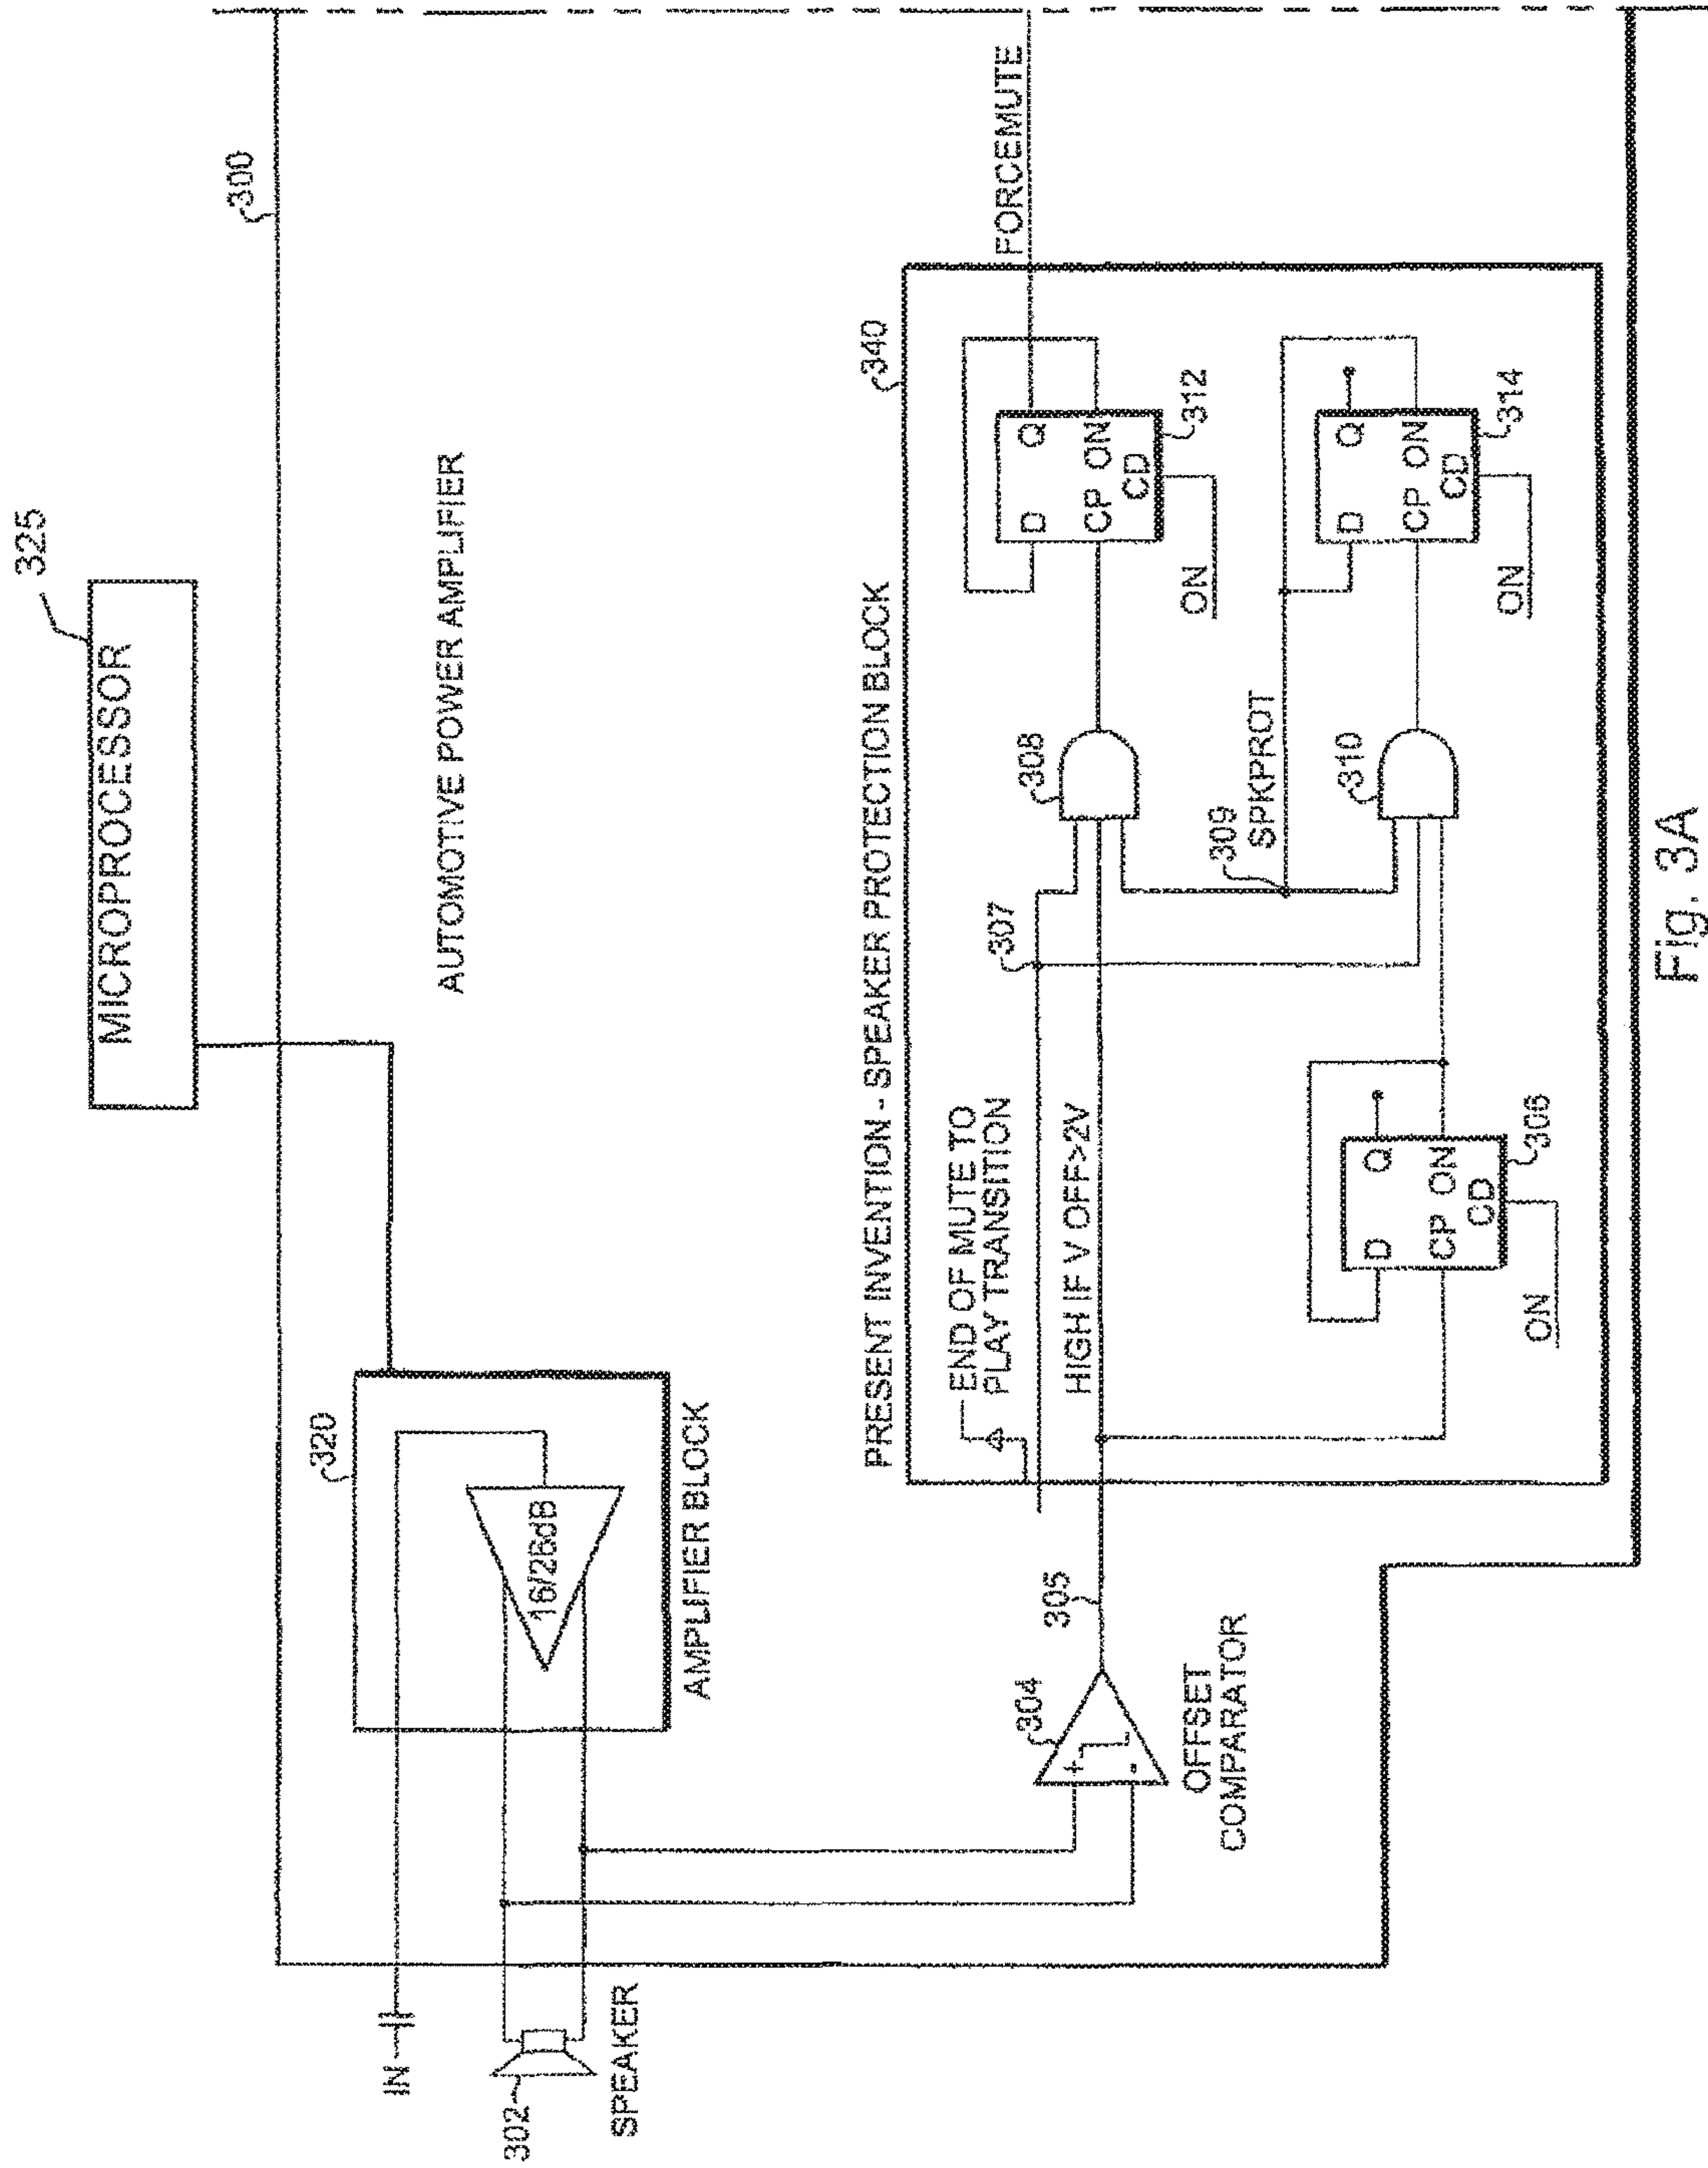 325
MICROPROCESSOR
300
AUTOMOTIVE POWER AMPLIFIER
320
16/26dB
AMPLIFIER BLOCK
IN
302
SPEAKER
304
+
-
OFFSET
COMPARATOR
305
PRESENT INVENTION - SPEAKER PROTECTION BLOCK
340
END OF MUTE TO
PLAY TRANSITION
HIGH IF V OFF>2V
307
308
309
SPKPROT
310
D Q
CP ON
CD
306
ON
D Q
CP ON
CD
312
ON
D Q
CP ON
CD
314
ON
FORCEMUTE
Fig. 3A